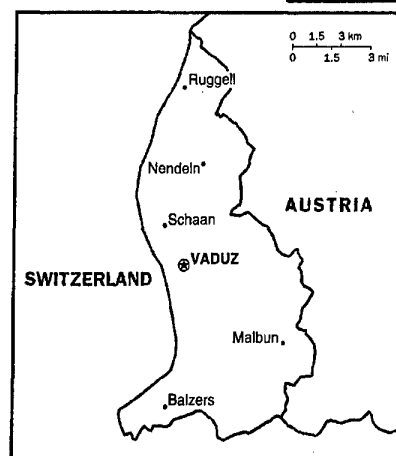 0 1.5 3 km
0 1.5 3 mi
Ruggell
Nendeln
AUSTRIA
Schaan
VADUZ
SWITZERLAND
Malbun
Balzers